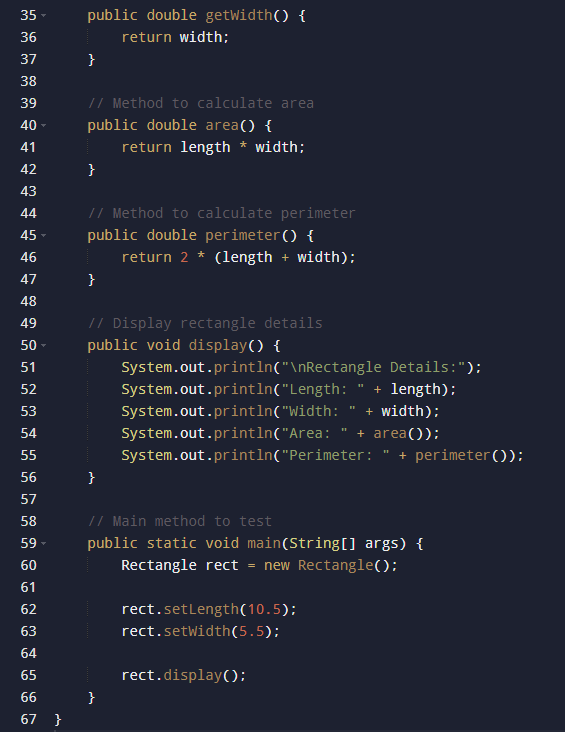 35 public double getWidth() {
36 return width;
37 }
38
39 // Method to calculate area
40 public double area() {
41 return length * width;
42 }
43
44 // Method to calculate perimeter
45 public double perimeter() {
46 return 2 * (length + width);
47 }
48
49 // Display rectangle details
50 public void display() {
51 System.out.println("\nRectangle Details:");
52 System.out.println("Length: " + length);
53 System.out.println("Width: " + width);
54 System.out.println("Area: " + area());
55 System.out.println("Perimeter: " + perimeter());
56 }
57
58 // Main method to test
59 public static void main(String[] args) {
60 Rectangle rect = new Rectangle();
61
62 rect.setLength(10.5);
63 rect.setWidth(5.5);
64
65 rect.display();
66 }
67 }